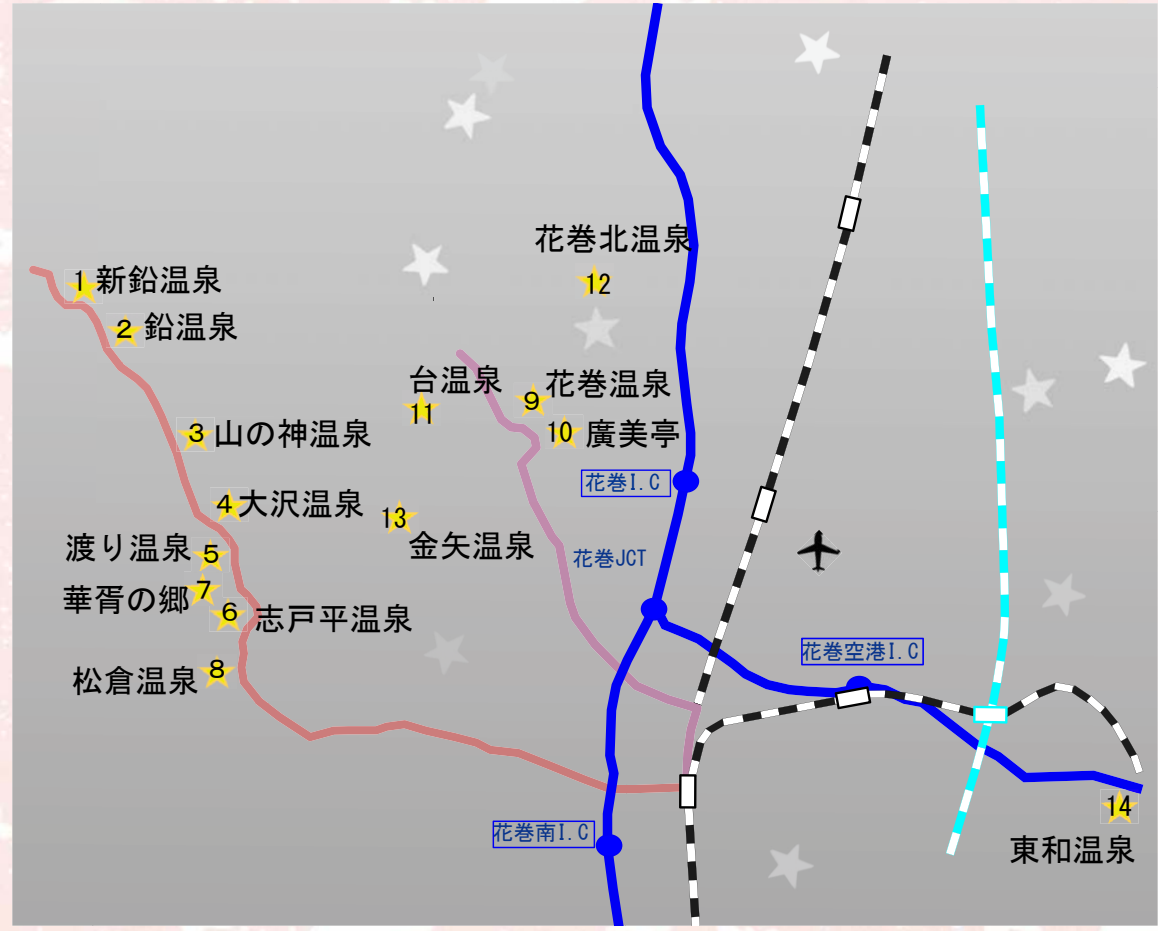 花巻北温泉
12
1 新鉛温泉
2 鉛温泉
台温泉
11
9 花巻温泉
10 廣美亭
3 山の神温泉
花巻I.C
4 大沢温泉
13
金矢温泉
渡り温泉 5
花巻JCT
華胥の郷 7
6 志戸平温泉
花巻空港I.C
松倉温泉 8
14
東和温泉
花巻南I.C